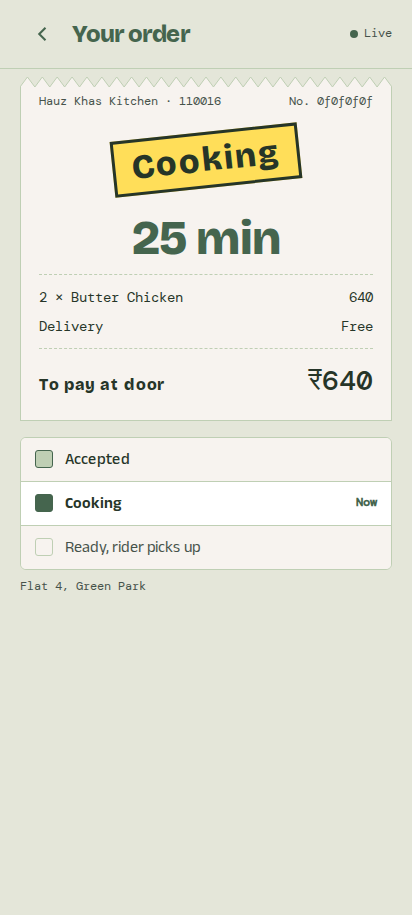 Your order
Live
Hauz Khas Kitchen · 110016
No. 0f0f0f0f
Cooking
25 min
2 × Butter Chicken 640
Delivery Free
To pay at door ₹640
Accepted
Cooking Now
Ready, rider picks up
Flat 4, Green Park